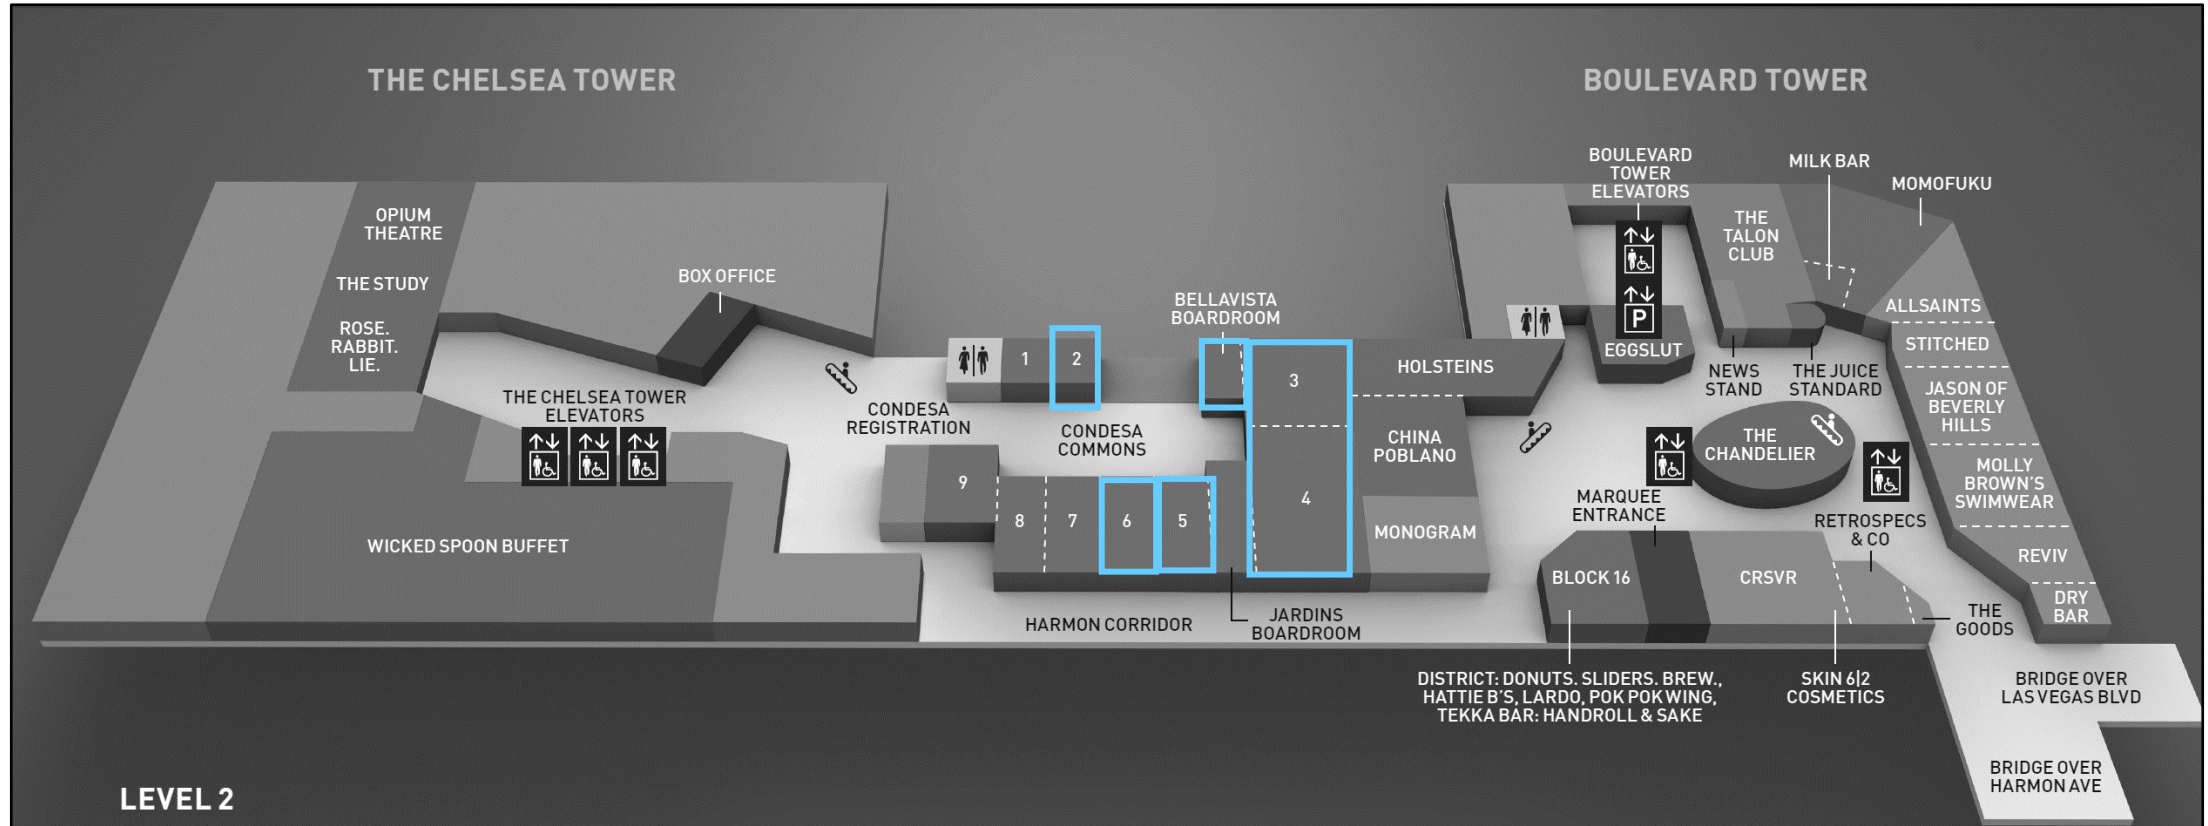 THE CHELSEA TOWER
BOULEVARD TOWER
OPIUM
THEATRE
THE STUDY
ROSE.
RABBIT.
LIE.
BOX OFFICE
THE CHELSEA TOWER
ELEVATORS
WICKED SPOON BUFFET
CONDESA
REGISTRATION
1
2
CONDESA
COMMONS
BELLAVISTA
BOARDROOM
3
4
5
6
7
8
9
HARMON CORRIDOR
JARDINS
BOARDROOM
HOLSTEINS
CHINA
POBLANO
MONOGRAM
BOULEVARD
TOWER
ELEVATORS
P
EGGSLUT
THE
TALON
CLUB
MILK BAR
MOMOFUKU
NEWS
STAND
THE JUICE
STANDARD
ALLSAINTS
STITCHED
JASON OF
BEVERLY
HILLS
MOLLY
BROWN'S
SWIMWEAR
REVIV
DRY
BAR
THE
CHANDELIER
MARQUEE
ENTRANCE
RETROSPECS
& CO
BLOCK 16
CRSVR
THE
GOODS
DISTRICT: DONUTS. SLIDERS. BREW.,
HATTIE B'S, LARDO, POK POK WING,
TEKKA BAR: HANDROLL & SAKE
SKIN 6|2
COSMETICS
BRIDGE OVER
LAS VEGAS BLVD
BRIDGE OVER
HARMON AVE
LEVEL 2